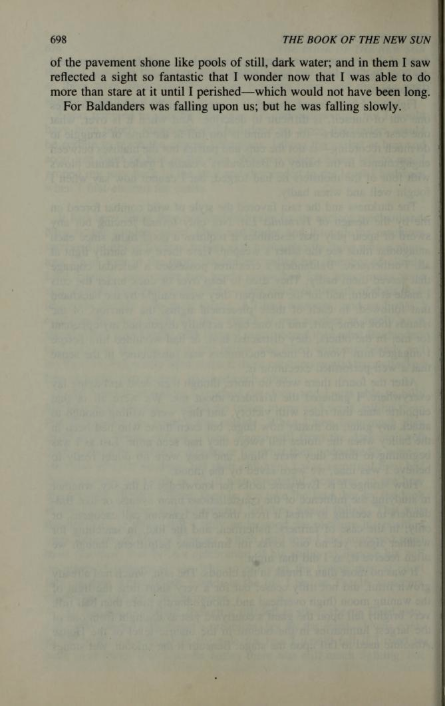 698 THE BOOK OF THE NEW SUN
of the pavement shone like pools of still, dark water; and in them I saw
reflected a sight so fantastic that I wonder now that I was able to do
more than stare at it until I perished—which would not have been long.
For Baldanders was falling upon us; but he was falling slowly.